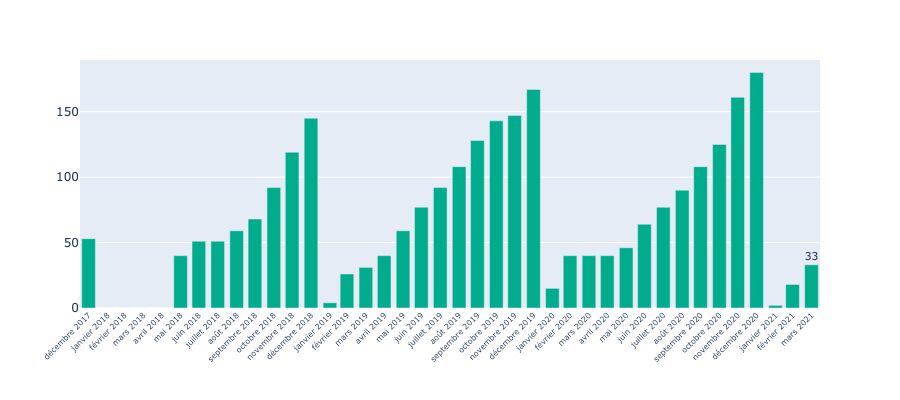 150
100
50
0
33
décembre 2017
janvier 2018
février 2018
mars 2018
avril 2018
mai 2018
juin 2018
juillet 2018
août 2018
septembre 2018
octobre 2018
novembre 2018
décembre 2018
janvier 2019
février 2019
mars 2019
avril 2019
mai 2019
juin 2019
juillet 2019
août 2019
septembre 2019
octobre 2019
novembre 2019
décembre 2019
janvier 2020
février 2020
mars 2020
avril 2020
mai 2020
juin 2020
juillet 2020
août 2020
septembre 2020
octobre 2020
novembre 2020
décembre 2020
janvier 2021
février 2021
mars 2021